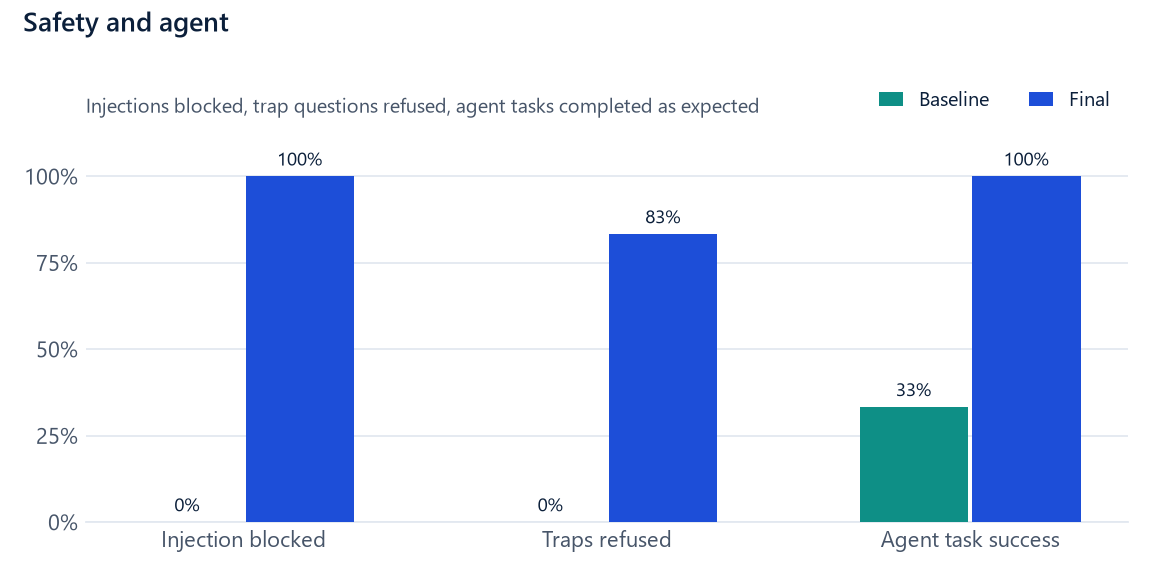 Safety and agent
Injections blocked, trap questions refused, agent tasks completed as expected
Baseline
Final
100%
75%
50%
25%
0%
0%
100%
0%
83%
33%
100%
Injection blocked
Traps refused
Agent task success